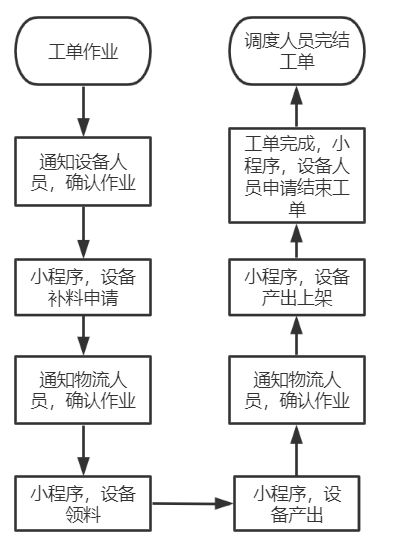 工单作业
通知设备人
员，确认作业
小程序，设备
补料申请
通知物流人
员，确认作业
小程序，设备
领料
小程序，设
备产出
通知物流人
员，确认作业
小程序，设备
产出上架
工单完成，小
程序，设备人
员申请结束工
单
调度人员完结
工单